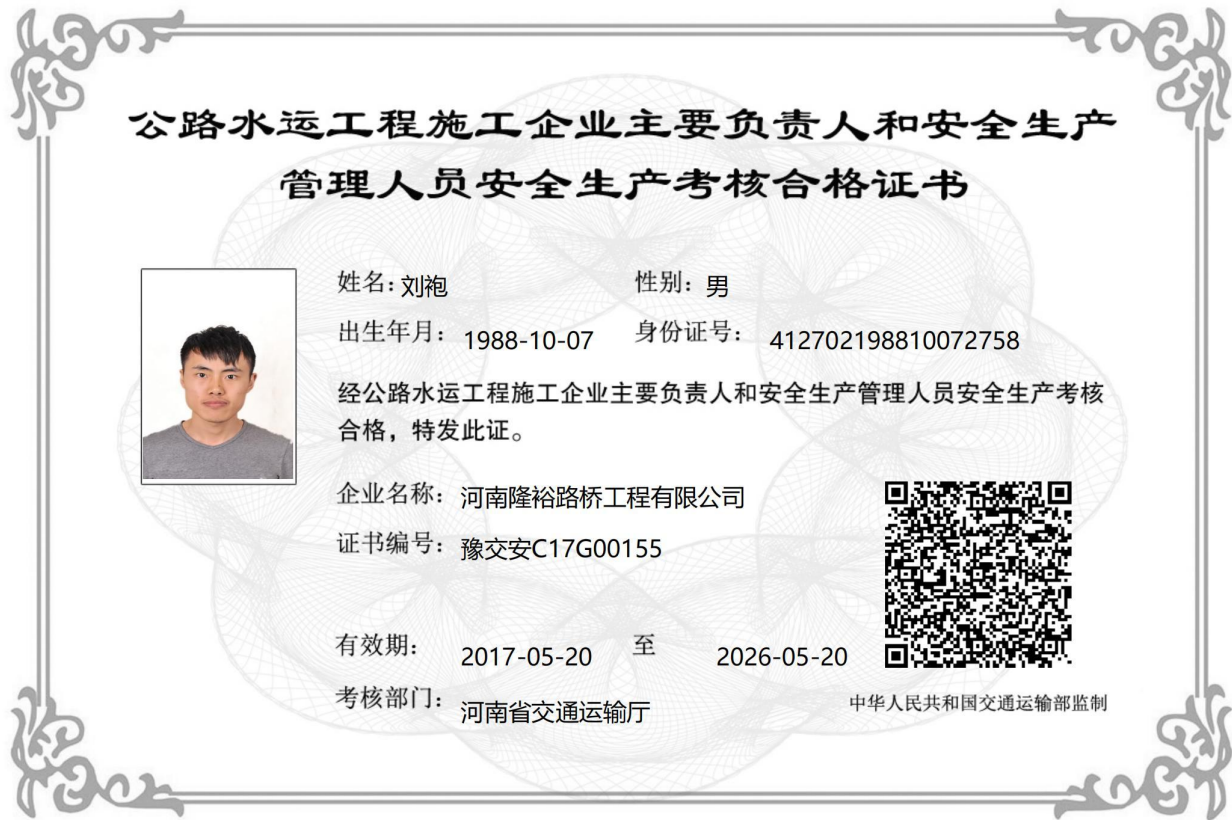 公路水运工程施工企业主要负责人和安全生产
管理人员安全生产考核合格证书
姓名：刘袍 性别：男
出生年月：1988-10-07 身份证号：412702198810072758
经公路水运工程施工企业主要负责人和安全生产管理人员安全生产考核
合格，特发此证。
企业名称：河南隆裕路桥工程有限公司
证书编号：豫交安C17G00155
有效期：2017-05-20 至 2026-05-20
考核部门：河南省交通运输厅
中华人民共和国交通运输部监制